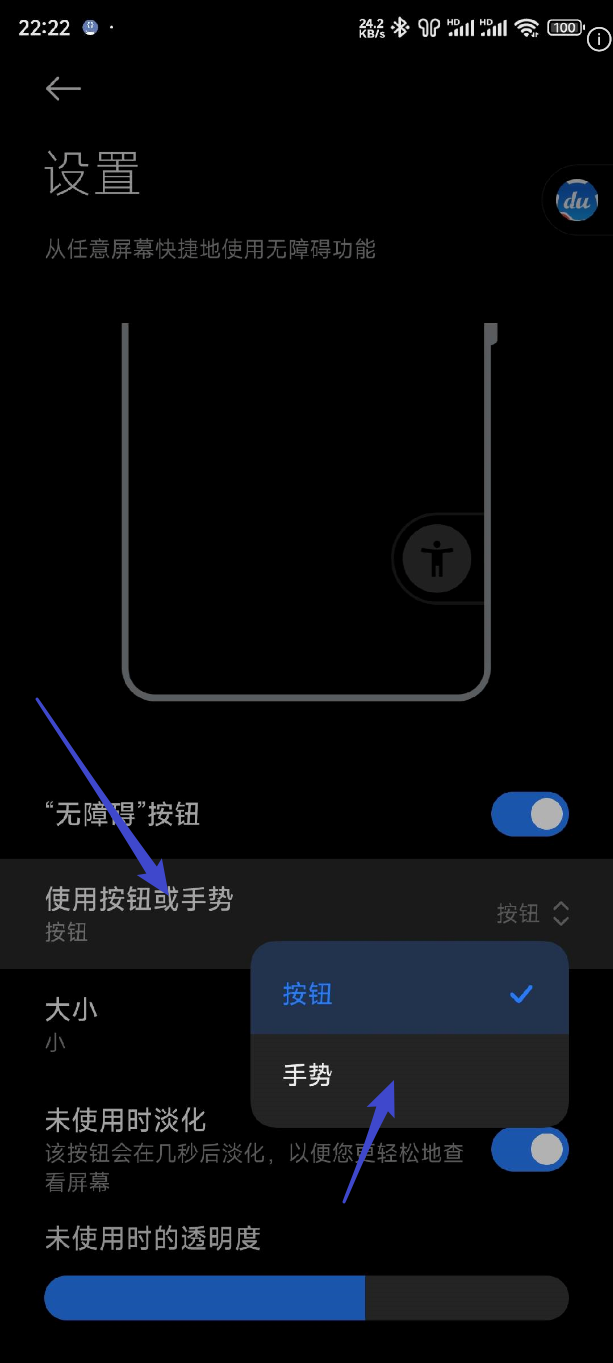 22:22
24.2
KB/s
HD
HD
100
设置
du
从任意屏幕快捷地使用无障碍功能
“无障碍”按钮
使用按钮或手势
按钮
按钮
按钮
手势
大小
小
未使用时淡化
该按钮会在几秒后淡化，以便您更轻松地查
看屏幕
未使用时的透明度